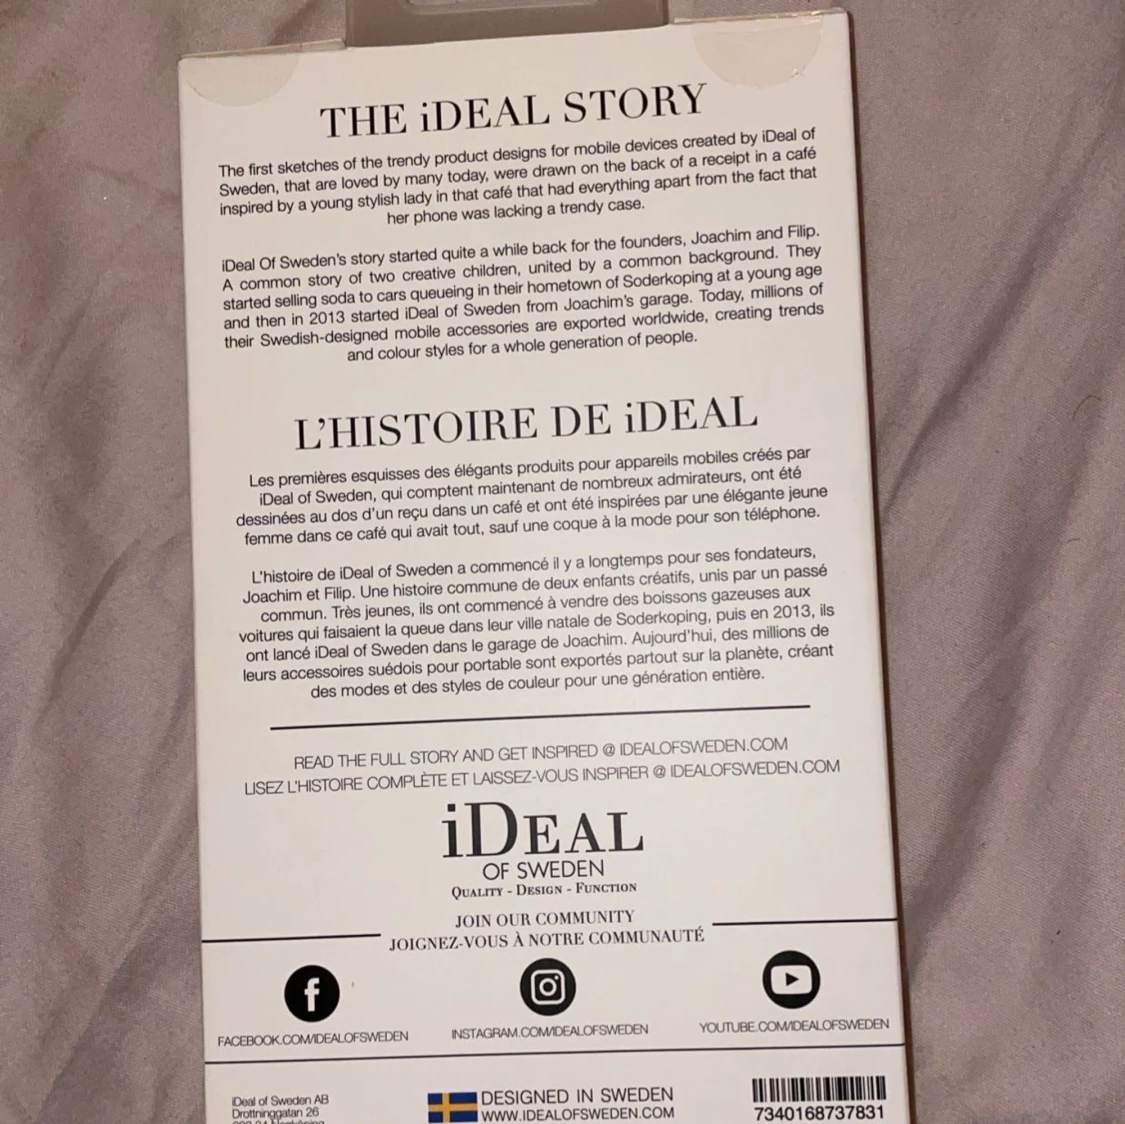 THE iDEAL STORY
The first sketches of the trendy product designs for mobile devices created by iDeal of
Sweden, that are loved by many today, were drawn on the back of a receipt in a café
inspired by a young stylish lady in that café that had everything apart from the fact that
her phone was lacking a trendy case.
iDeal Of Sweden's story started quite a while back for the founders, Joachim and Filip.
A common story of two creative children, united by a common background. They
started selling soda to cars queueing in their hometown of Soderkoping at a young age
and then in 2013 started iDeal of Sweden from Joachim's garage. Today, millions of
their Swedish-designed mobile accessories are exported worldwide, creating trends
and colour styles for a whole generation of people.
L'HISTOIRE DE iDEAL
Les premières esquisses des élégants produits pour appareils mobiles créés par
iDeal of Sweden, qui comptent maintenant de nombreux admirateurs, ont été
dessinées au dos d'un reçu dans un café et ont été inspirées par une élégante jeune
femme dans ce café qui avait tout, sauf une coque à la mode pour son téléphone.
L'histoire de iDeal of Sweden a commencé il y a longtemps pour ses fondateurs,
Joachim et Filip. Une histoire commune de deux enfants créatifs, unis par un passé
commun. Très jeunes, ils ont commencé à vendre des boissons gazeuses aux
voitures qui faisaient la queue dans leur ville natale de Soderkoping, puis en 2013, ils
ont lancé iDeal of Sweden dans le garage de Joachim. Aujourd'hui, des millions de
leurs accessoires suédois pour portable sont exportés partout sur la planète, créant
des modes et des styles de couleur pour une génération entière.
READ THE FULL STORY AND GET INSPIRED @ IDEALOFSWEDEN.COM
LISEZ L'HISTOIRE COMPLÈTE ET LAISSEZ-VOUS INSPIRER @ IDEALOFSWEDEN.COM
iDEAL
OF SWEDEN
QUALITY - DESIGN - FUNCTION
JOIN OUR COMMUNITY
JOIGNEZ-VOUS À NOTRE COMMUNAUTÉ
FACEBOOK.COM/IDEALOFSWEDEN
INSTAGRAM.COM/IDEALOFSWEDEN
YOUTUBE.COM/IDEALOFSWEDEN
iDeal of Sweden AB
Drottninggatan 26
DESIGNED IN SWEDEN
WWW.IDEALOFSWEDEN.COM
7340168737831